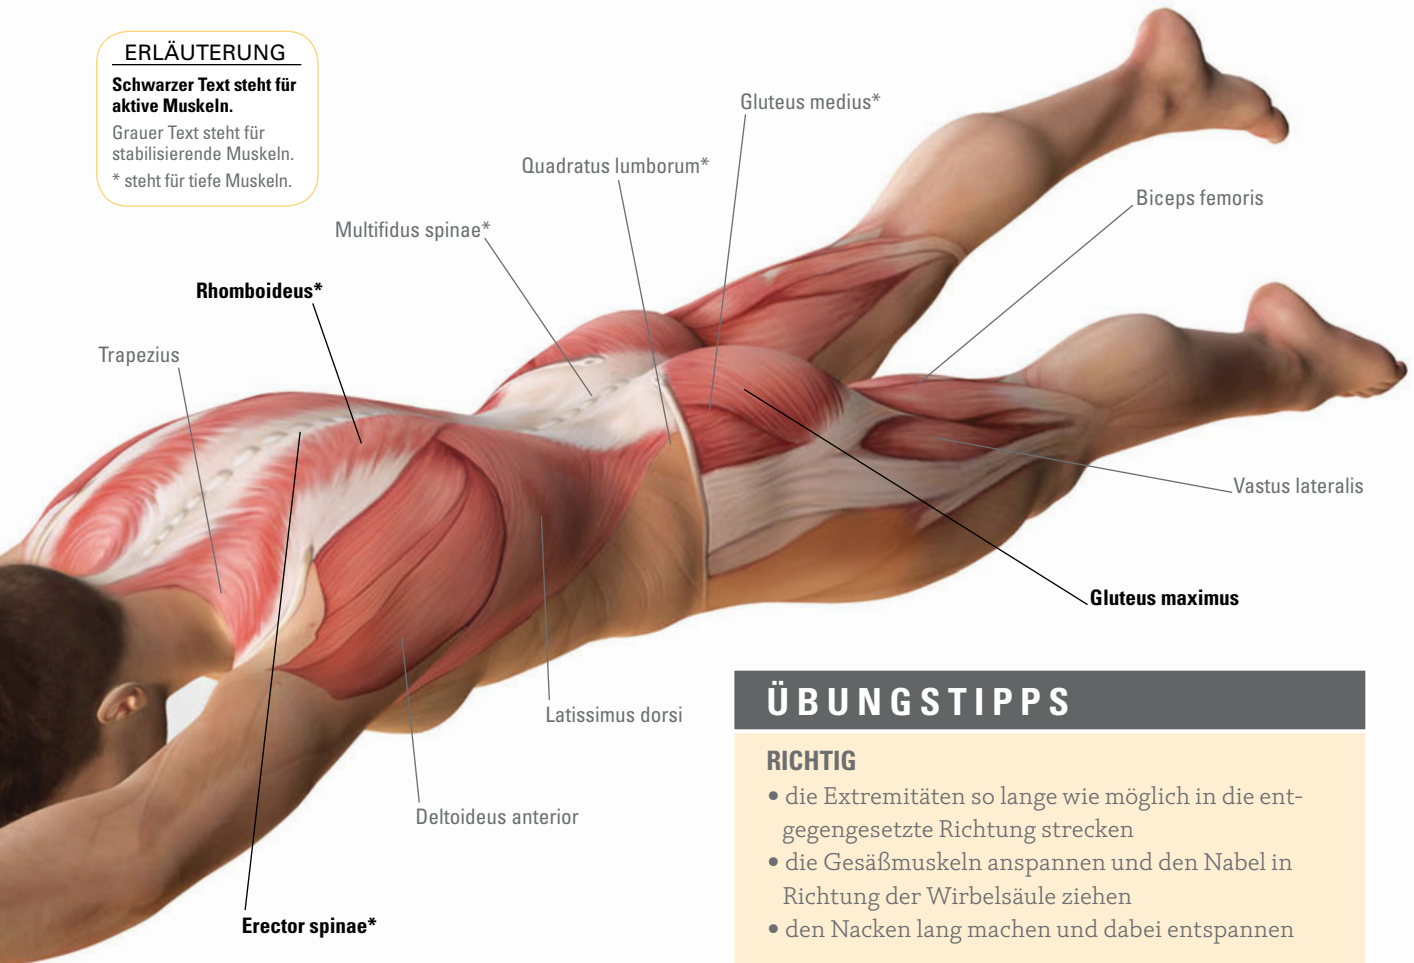 ERLÄUTERUNG
Schwarzer Text steht für
aktive Muskeln.
Grauer Text steht für
stabilisierende Muskeln.
* steht für tiefe Muskeln.
Gluteus medius*
Quadratus lumborum*
Biceps femoris
Multifidus spinae*
Rhomboideus*
Trapezius
Vastus lateralis
Gluteus maximus
Latissimus dorsi
Deltoideus anterior
Erector spinae*
ÜBUNGSTIPPS
RICHTIG
• die Extremitäten so lange wie möglich in die ent-
gegengesetzte Richtung strecken
• die Gesäßmuskeln anspannen und den Nabel in
Richtung der Wirbelsäule ziehen
• den Nacken lang machen und dabei entspannen